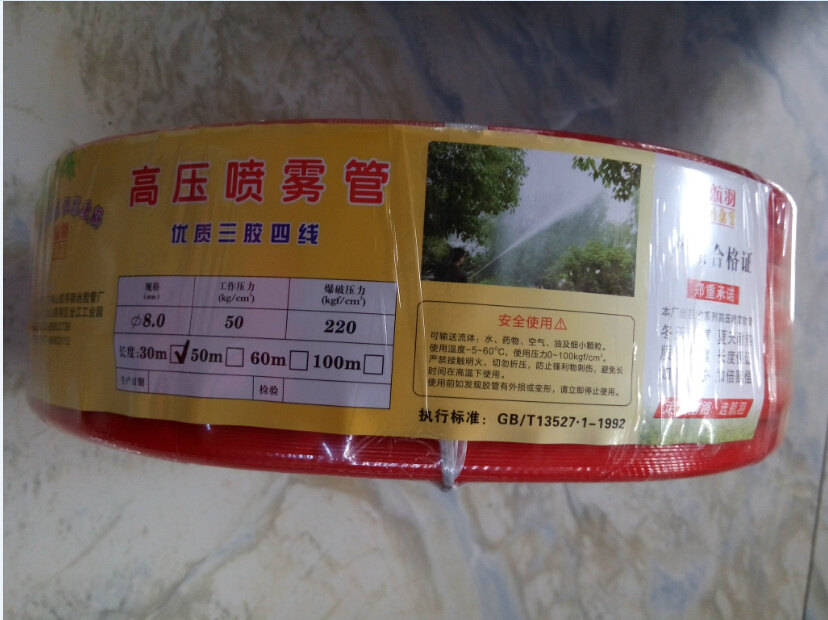 高压喷雾管
优质三胶四线
规格
(mm)
工作压力
(kg/cm²)
爆破压力
(kgf/cm²)
φ8.0
50
220
长度:30m ✓ 50m 60m 100m
生产日期
检验
安全使用⚠
可输送流体:水、药物、空气、油及细小颗粒。
使用温度-5~60℃,使用压力0~100kgf/cm²。
严禁接触明火,切勿折压,防止锋利物刺伤,避免长
时间在高温下使用。
使用前如发现胶管有外损或变形,请立即停止使用。
执行标准:GB/T13527·1-1992
航羽
合格证
郑重承诺
选航羽